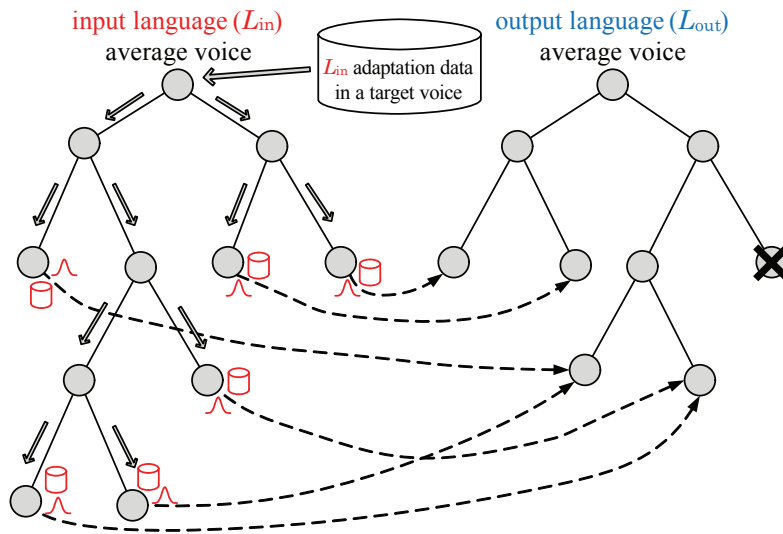 input language (Lin)
average voice
Lin adaptation data
in a target voice
output language (Lout)
average voice